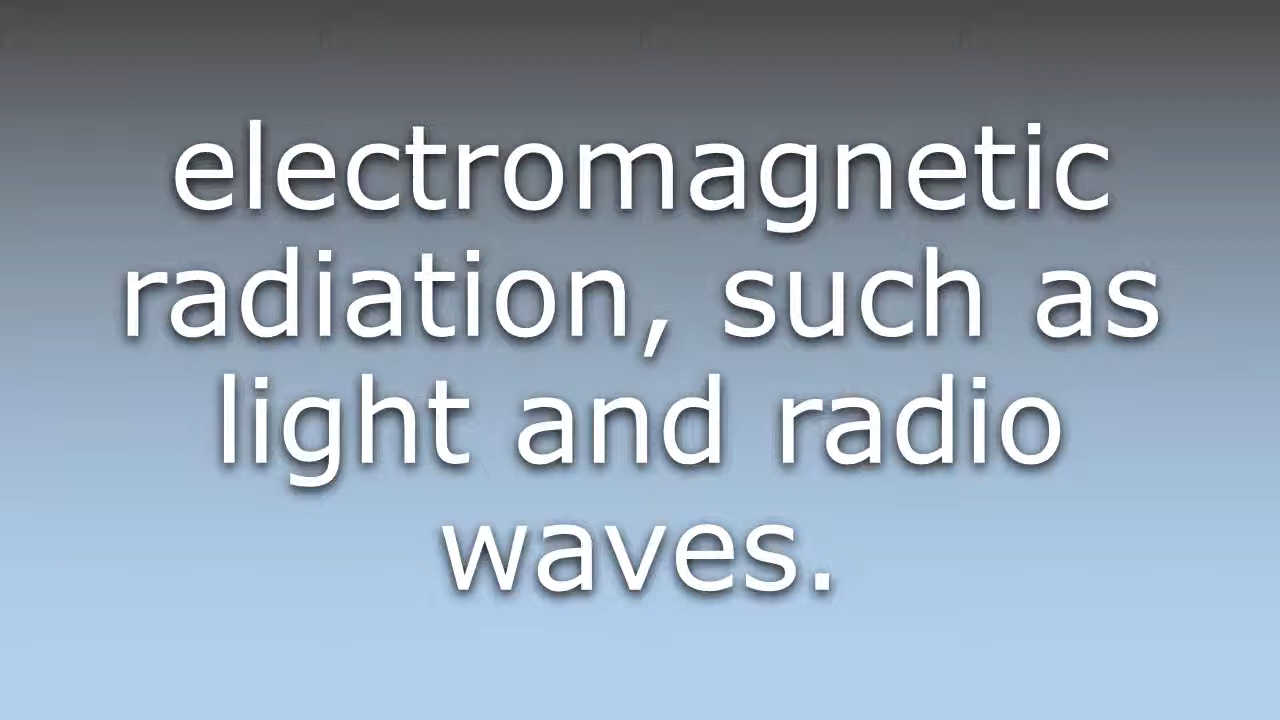 electromagnetic
radiation, such as
light and radio
waves.